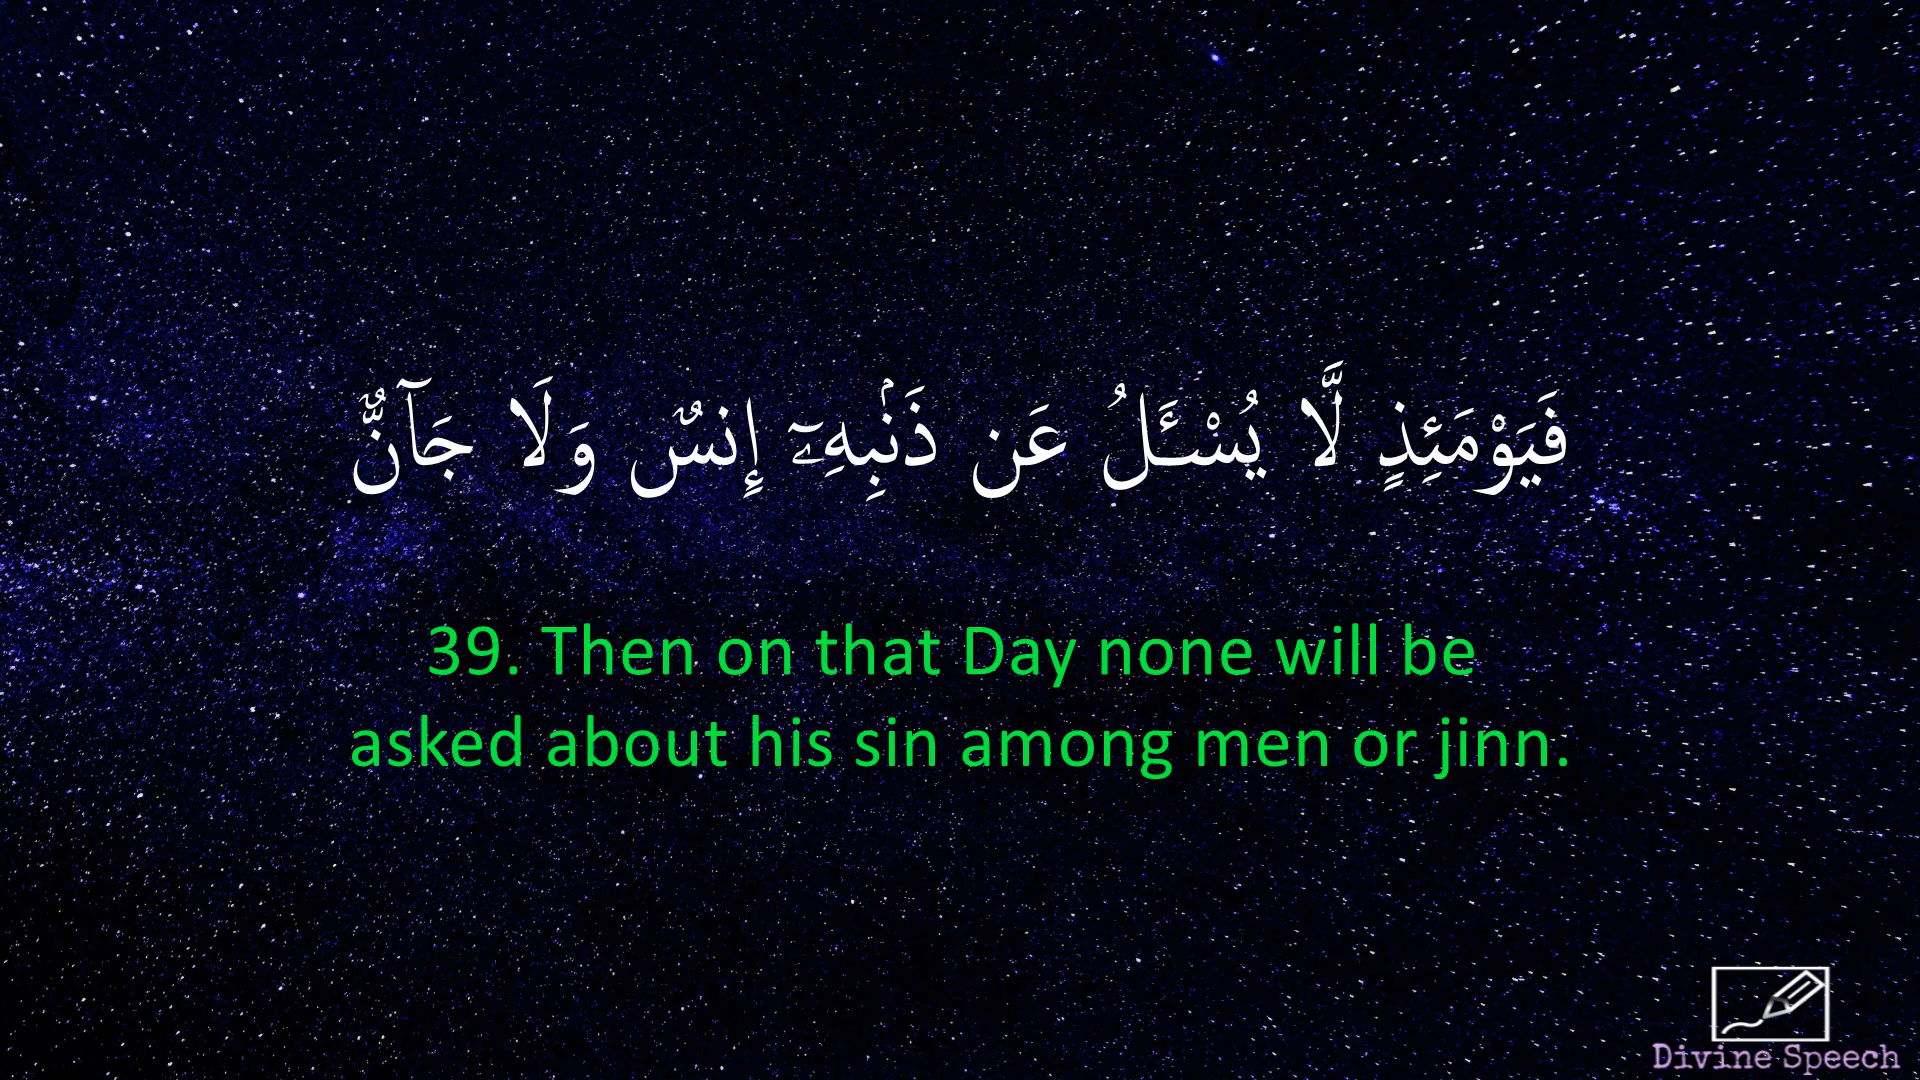 فَيَوْمَئِذٍ لَّا يُسْـَٔلُ عَن ذَنۢبِهِۦٓ إِنسٌ وَلَا جَآنٌّ
39. Then on that Day none will be
asked about his sin among men or jinn.
Divine Speech